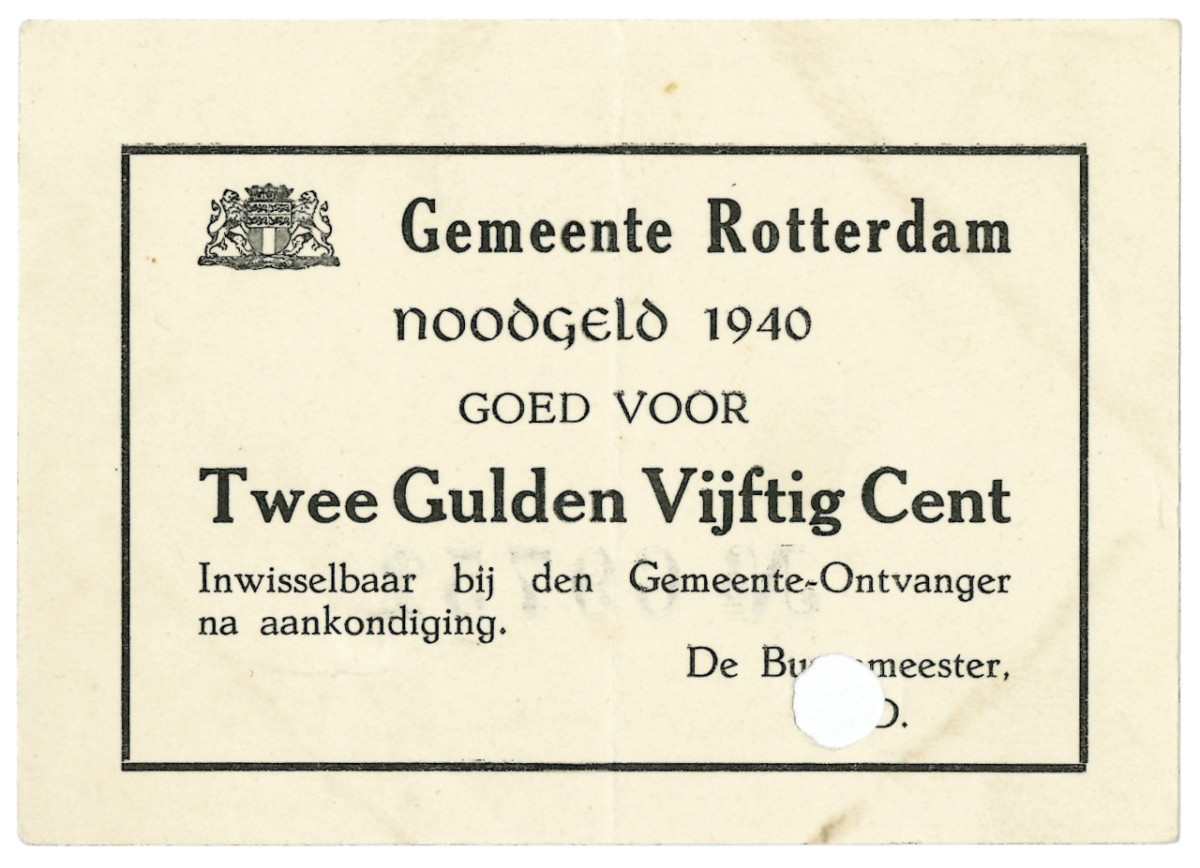 Gemeente Rotterdam
NOODGELD 1940
GOED VOOR
Twee Gulden Vijftig Cent
Inwisselbaar bij den Gemeente-Ontvanger
na aankondiging.
De